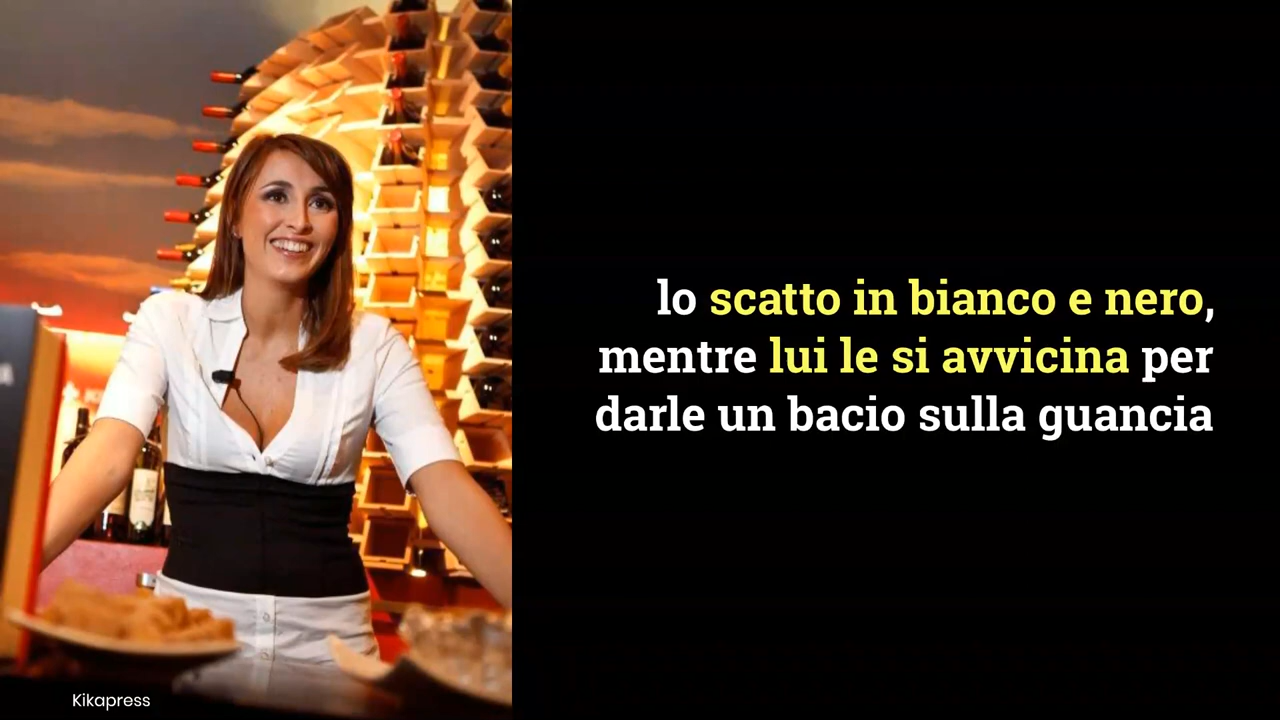 lo scatto in bianco e nero,
mentre lui le si avvicina per
darle un bacio sulla guancia
Kikapress